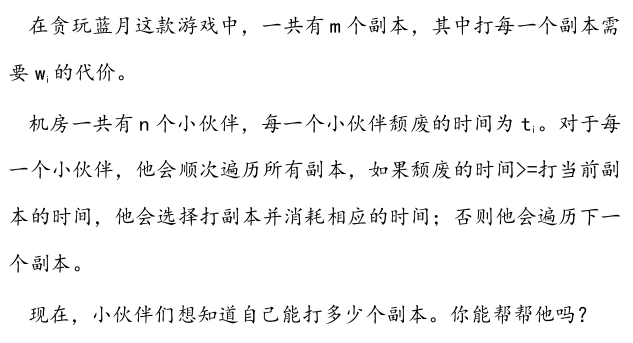 在贪玩蓝月这款游戏中，一共有 m 个副本，其中打每一个副本需
要 wi 的代价。
机房一共有 n 个小伙伴，每一个小伙伴颓废的时间为 ti。对于每
一个小伙伴，他会顺次遍历所有副本，如果颓废的时间>=打当前副
本的时间，他会选择打副本并消耗相应的时间；否则他会遍历下一
个副本。
现在，小伙伴们想知道自己能打多少个副本。你能帮帮他吗？